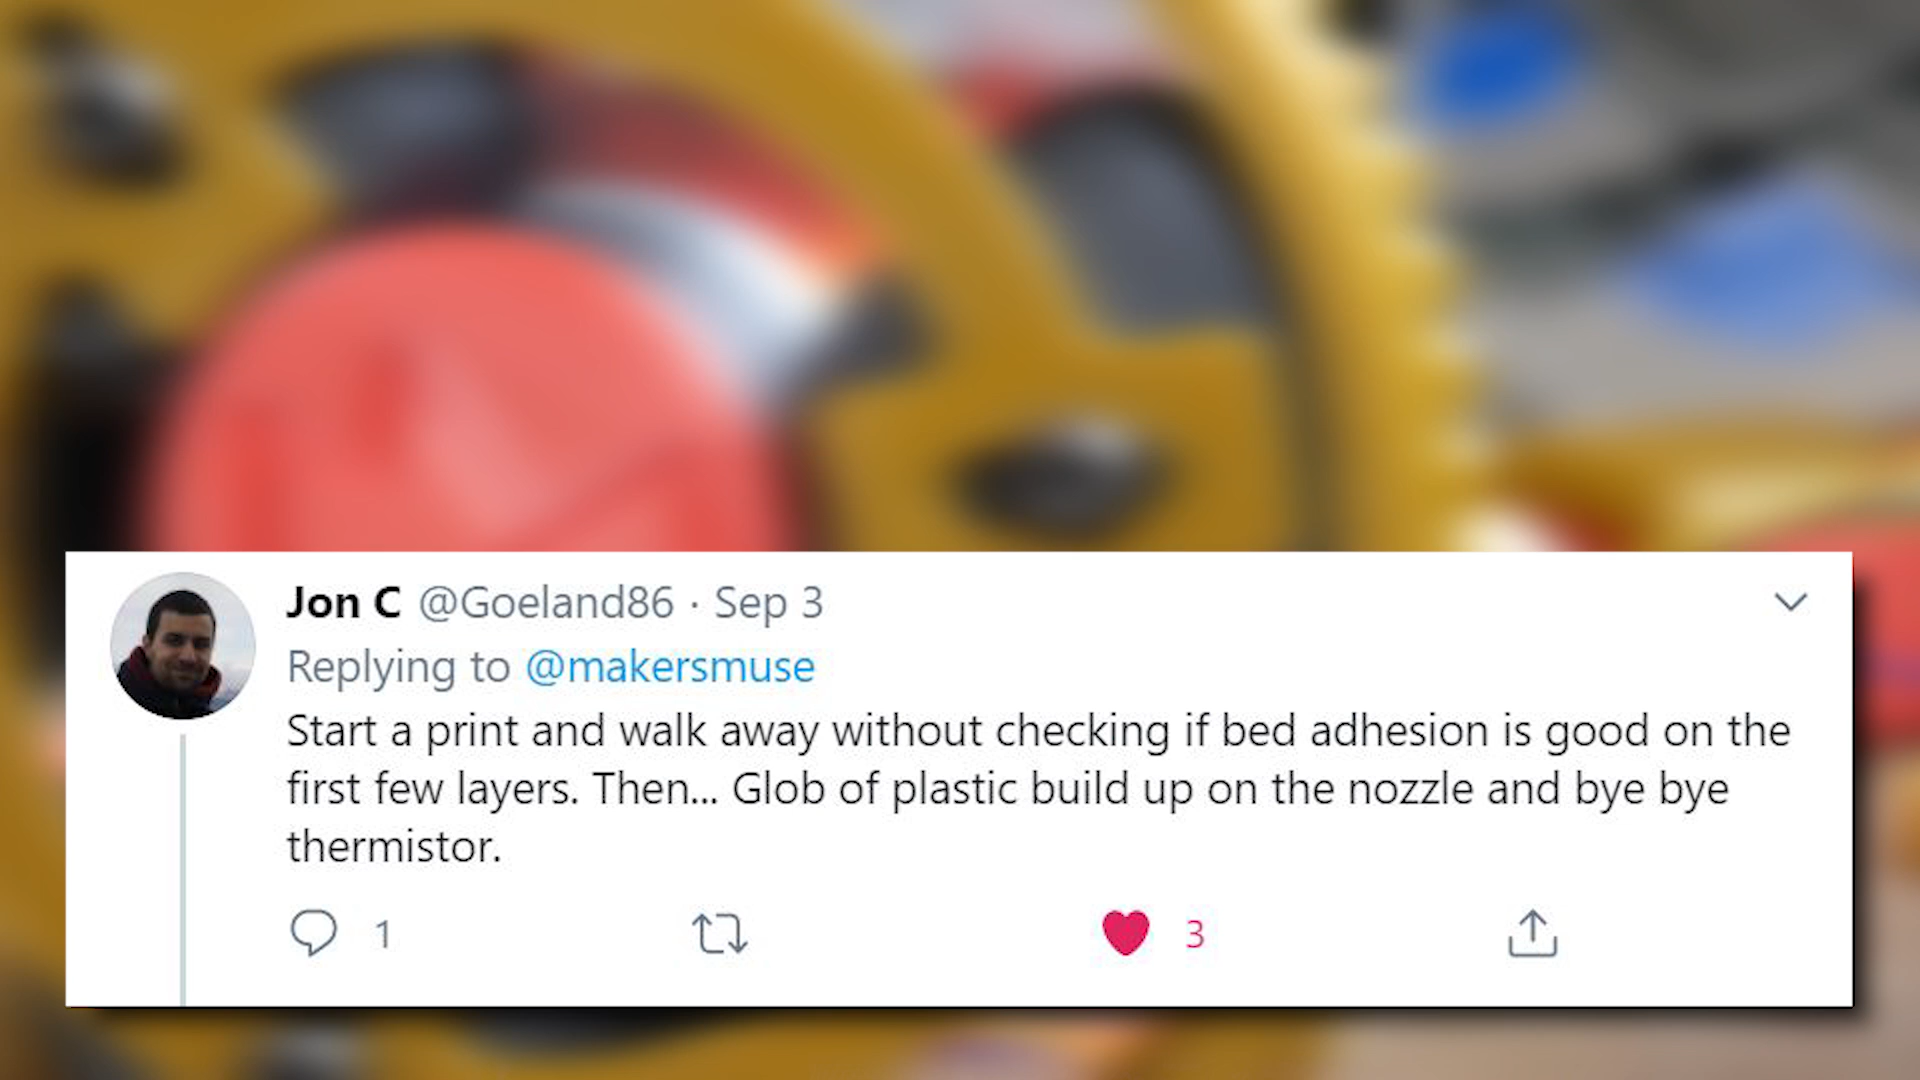 Jon C @Goeland86 · Sep 3
Replying to @makersmuse
Start a print and walk away without checking if bed adhesion is good on the
first few layers. Then... Glob of plastic build up on the nozzle and bye bye
thermistor.
1 3